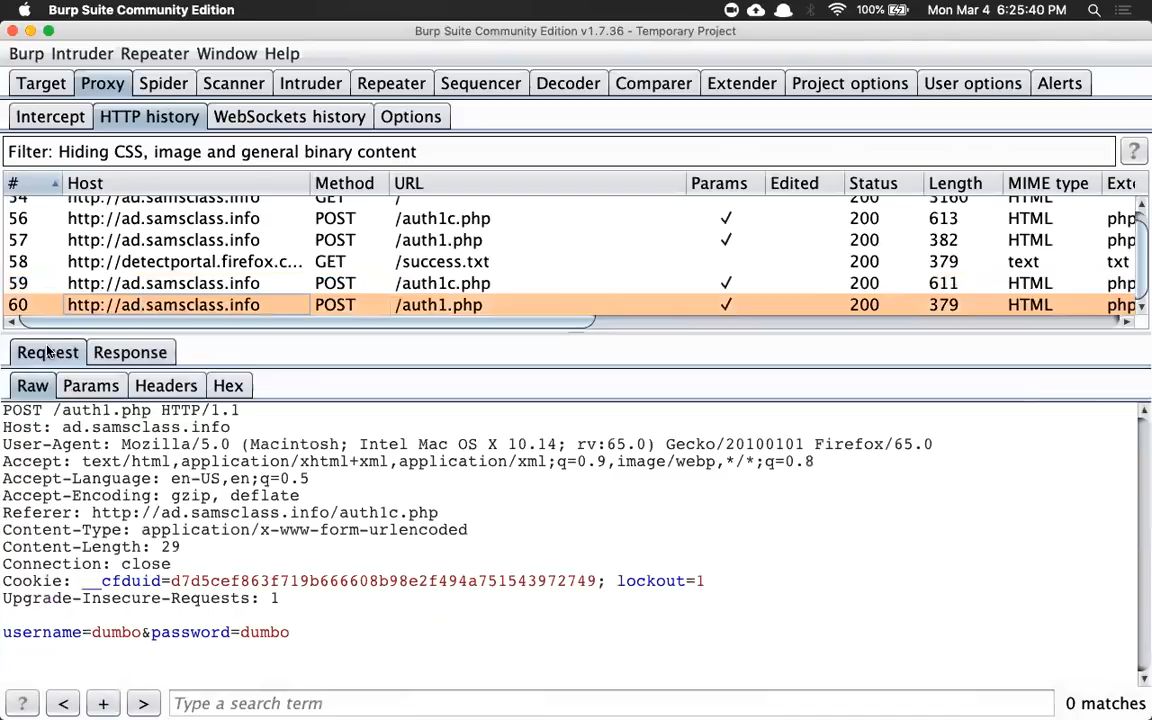 Burp Suite Community Edition 100% Mon Mar 4 6:25:40 PM
Burp Suite Community Edition v1.7.36 - Temporary Project
Burp Intruder Repeater Window Help
Target Proxy Spider Scanner Intruder Repeater Sequencer Decoder Comparer Extender Project options User options Alerts
Intercept HTTP history WebSockets history Options
Filter: Hiding CSS, image and general binary content ?
# Host Method URL Params Edited Status Length MIME type Exte
54 http://ad.samsclass.info GET / 200 3160 HTML
56 http://ad.samsclass.info POST /auth1c.php ✓ 200 613 HTML php
57 http://ad.samsclass.info POST /auth1.php ✓ 200 382 HTML php
58 http://detectportal.firefox.c... GET /success.txt 200 379 text txt
59 http://ad.samsclass.info POST /auth1c.php ✓ 200 611 HTML php
60 http://ad.samsclass.info POST /auth1.php ✓ 200 379 HTML php
Request Response
Raw Params Headers Hex
POST /auth1.php HTTP/1.1
Host: ad.samsclass.info
User-Agent: Mozilla/5.0 (Macintosh; Intel Mac OS X 10.14; rv:65.0) Gecko/20100101 Firefox/65.0
Accept: text/html,application/xhtml+xml,application/xml;q=0.9,image/webp,*/*;q=0.8
Accept-Language: en-US,en;q=0.5
Accept-Encoding: gzip, deflate
Referer: http://ad.samsclass.info/auth1c.php
Content-Type: application/x-www-form-urlencoded
Content-Length: 29
Connection: close
Cookie: __cfduid=d7d5cef863f719b666608b98e2f494a751543972749; lockout=1
Upgrade-Insecure-Requests: 1
username=dumbo&password=dumbo
? < + > Type a search term 0 matches